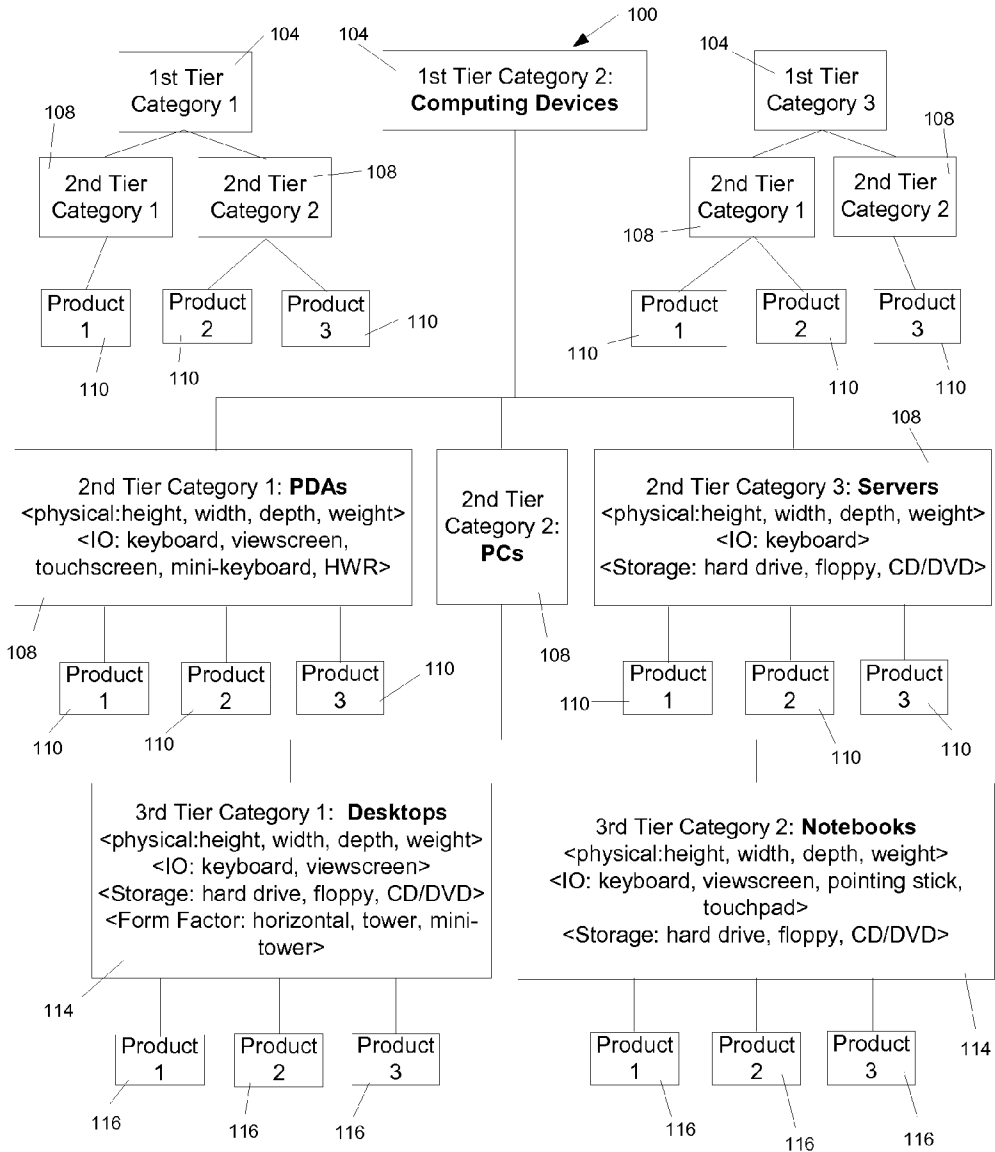 100
104
104
104
1st Tier
Category 1
1st Tier Category 2:
Computing Devices
1st Tier
Category 3
108
108
108
2nd Tier
Category 1
2nd Tier
Category 2
2nd Tier
Category 1
2nd Tier
Category 2
108
Product
1
Product
2
Product
3
Product
1
Product
2
Product
3
110
110
110
110
110
110
108
2nd Tier Category 1: PDAs
<physical:height, width, depth, weight>
<IO: keyboard, viewscreen,
touchscreen, mini-keyboard, HWR>
2nd Tier
Category 2:
PCs
2nd Tier Category 3: Servers
<physical:height, width, depth, weight>
<IO: keyboard>
<Storage: hard drive, floppy, CD/DVD>
108
108
Product
1
Product
2
Product
3
110
Product
1
Product
2
Product
3
110
110
110
110
110
3rd Tier Category 1: Desktops
<physical:height, width, depth, weight>
<IO: keyboard, viewscreen>
<Storage: hard drive, floppy, CD/DVD>
<Form Factor: horizontal, tower, mini-
tower>
3rd Tier Category 2: Notebooks
<physical:height, width, depth, weight>
<IO: keyboard, viewscreen, pointing stick,
touchpad>
<Storage: hard drive, floppy, CD/DVD>
114
114
Product
1
Product
2
Product
3
Product
1
Product
2
Product
3
116
116
116
116
116
116